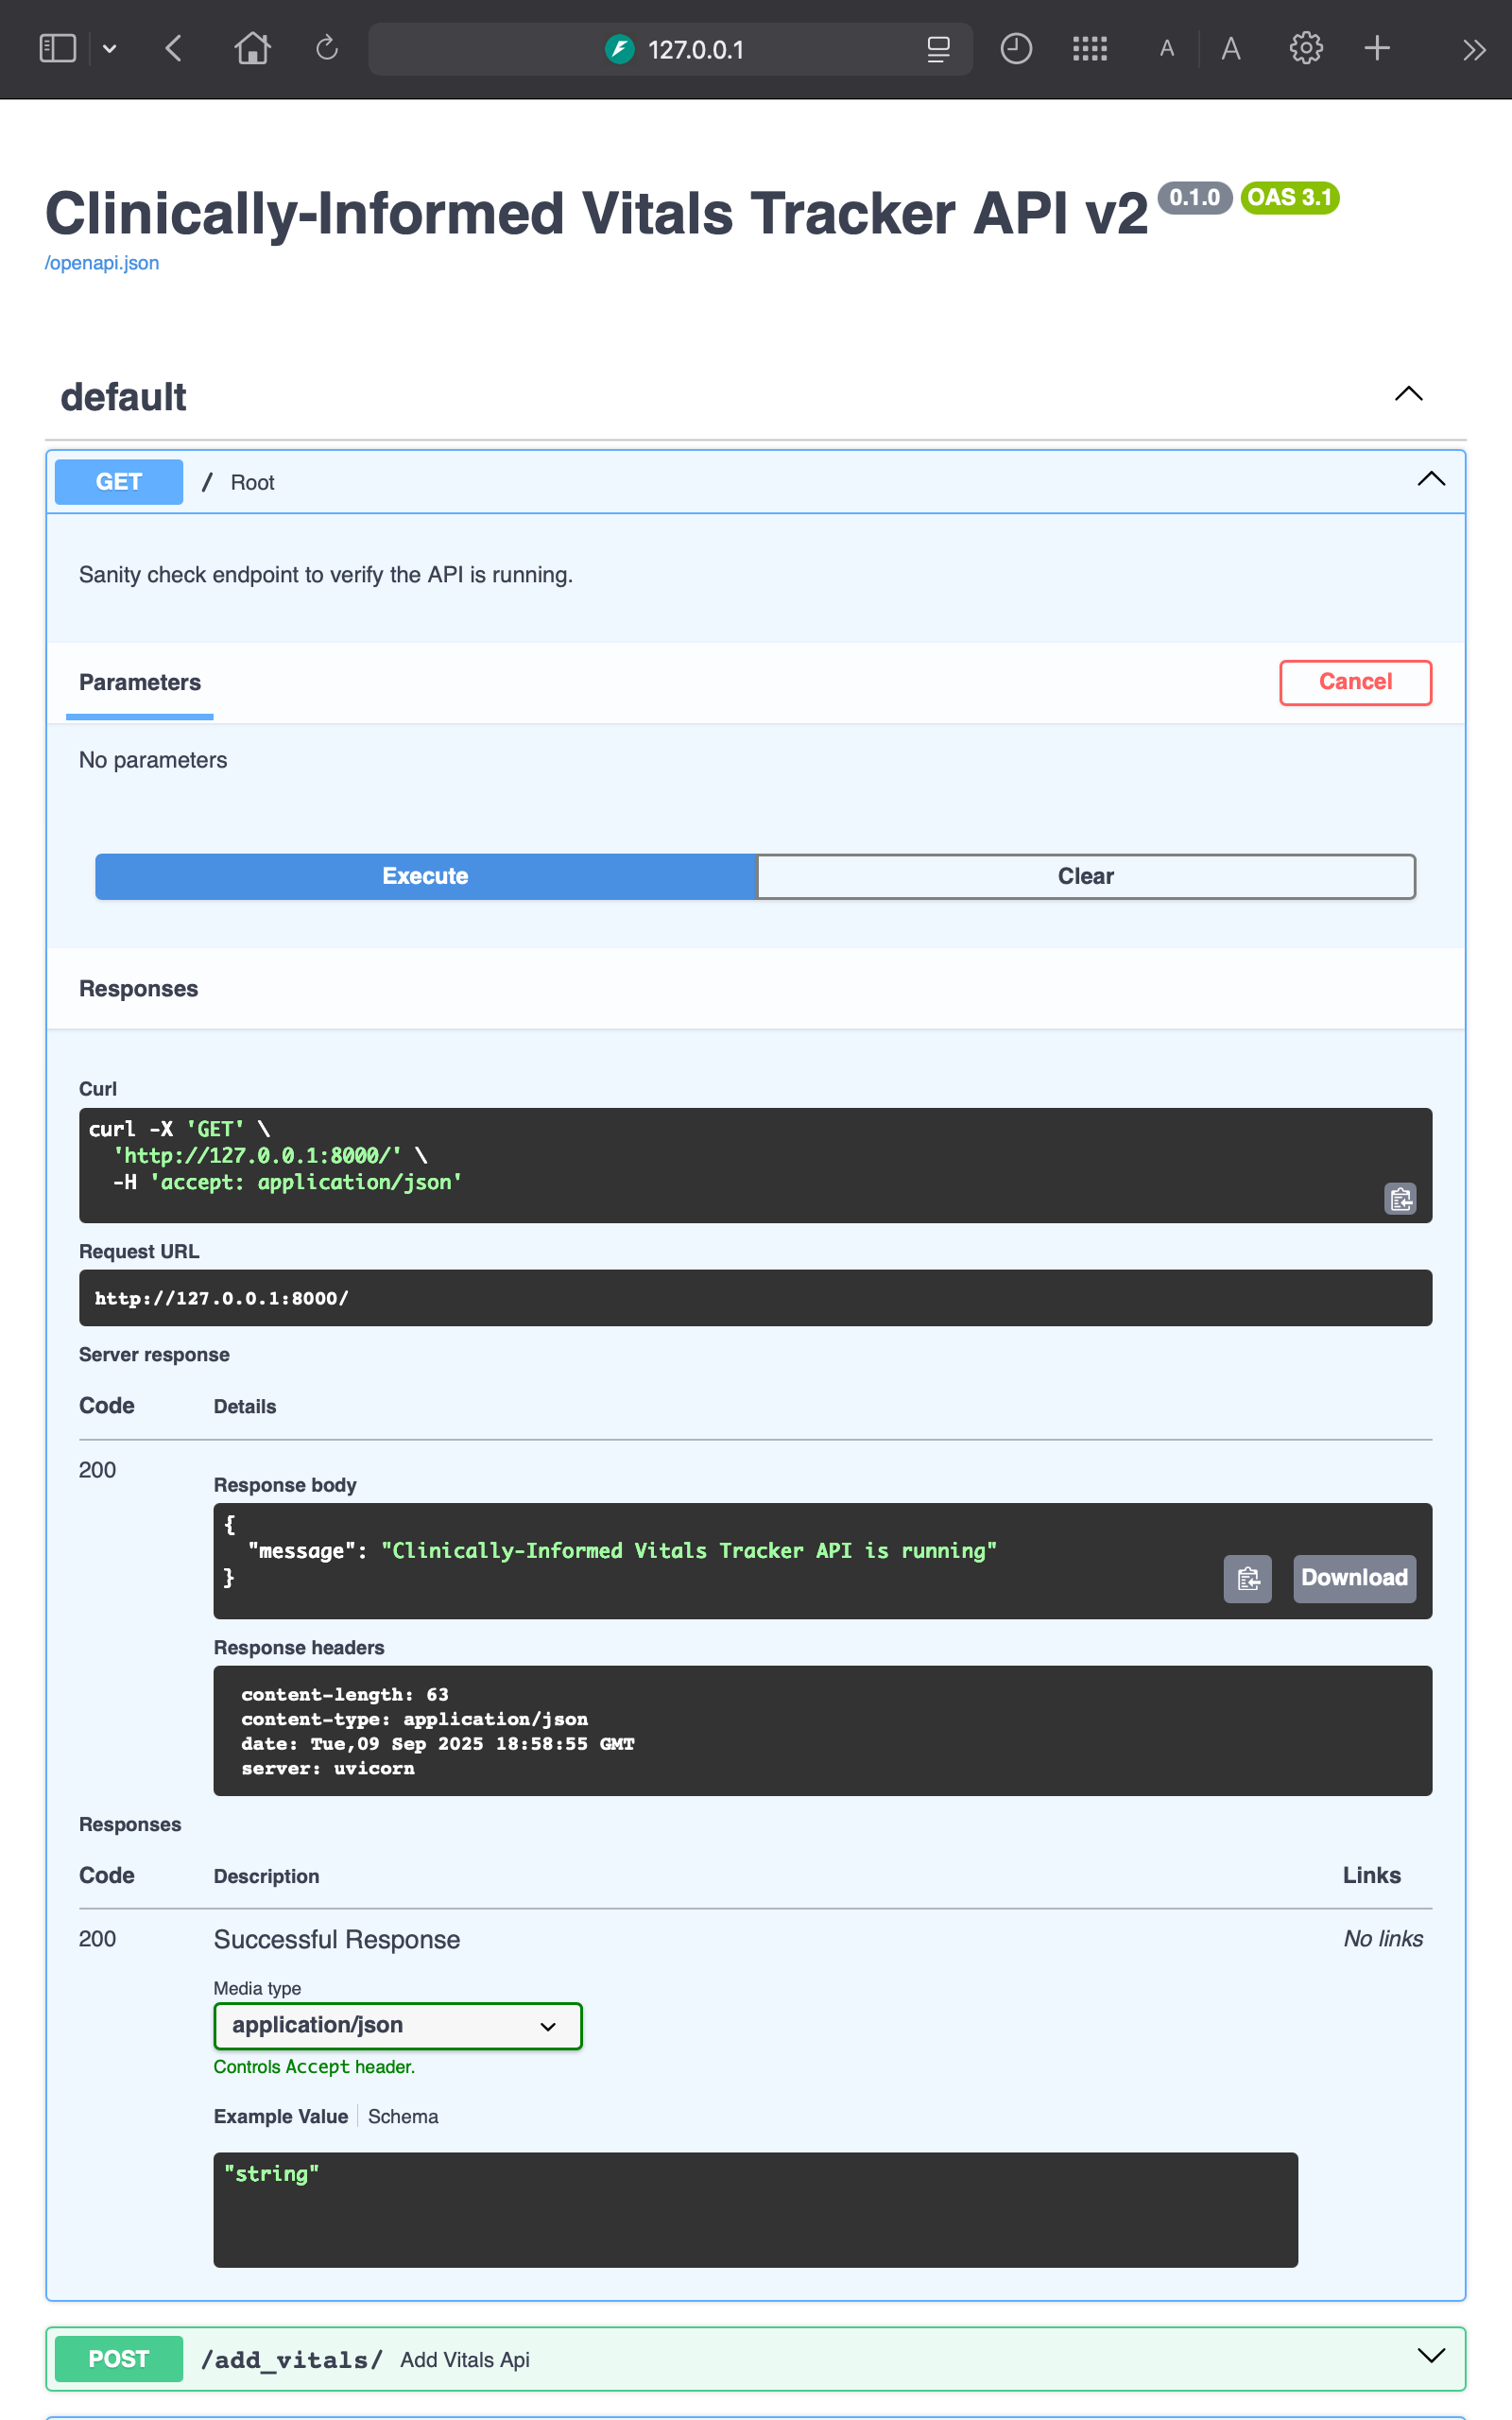 127.0.0.1
A A
Clinically-Informed Vitals Tracker API v2 0.1.0 OAS 3.1
/openapi.json
default
GET / Root
Sanity check endpoint to verify the API is running.
Parameters Cancel
No parameters
Execute Clear
Responses
Curl
curl -X 'GET' \
  'http://127.0.0.1:8000/' \
  -H 'accept: application/json'
Request URL
http://127.0.0.1:8000/
Server response
Code Details
200
Response body
{
  "message": "Clinically-Informed Vitals Tracker API is running"
}
Download
Response headers
content-length: 63
content-type: application/json
date: Tue,09 Sep 2025 18:58:55 GMT
server: uvicorn
Responses
Code Description Links
200 Successful Response No links
Media type
application/json
Controls Accept header.
Example Value Schema
"string"
POST /add_vitals/ Add Vitals Api